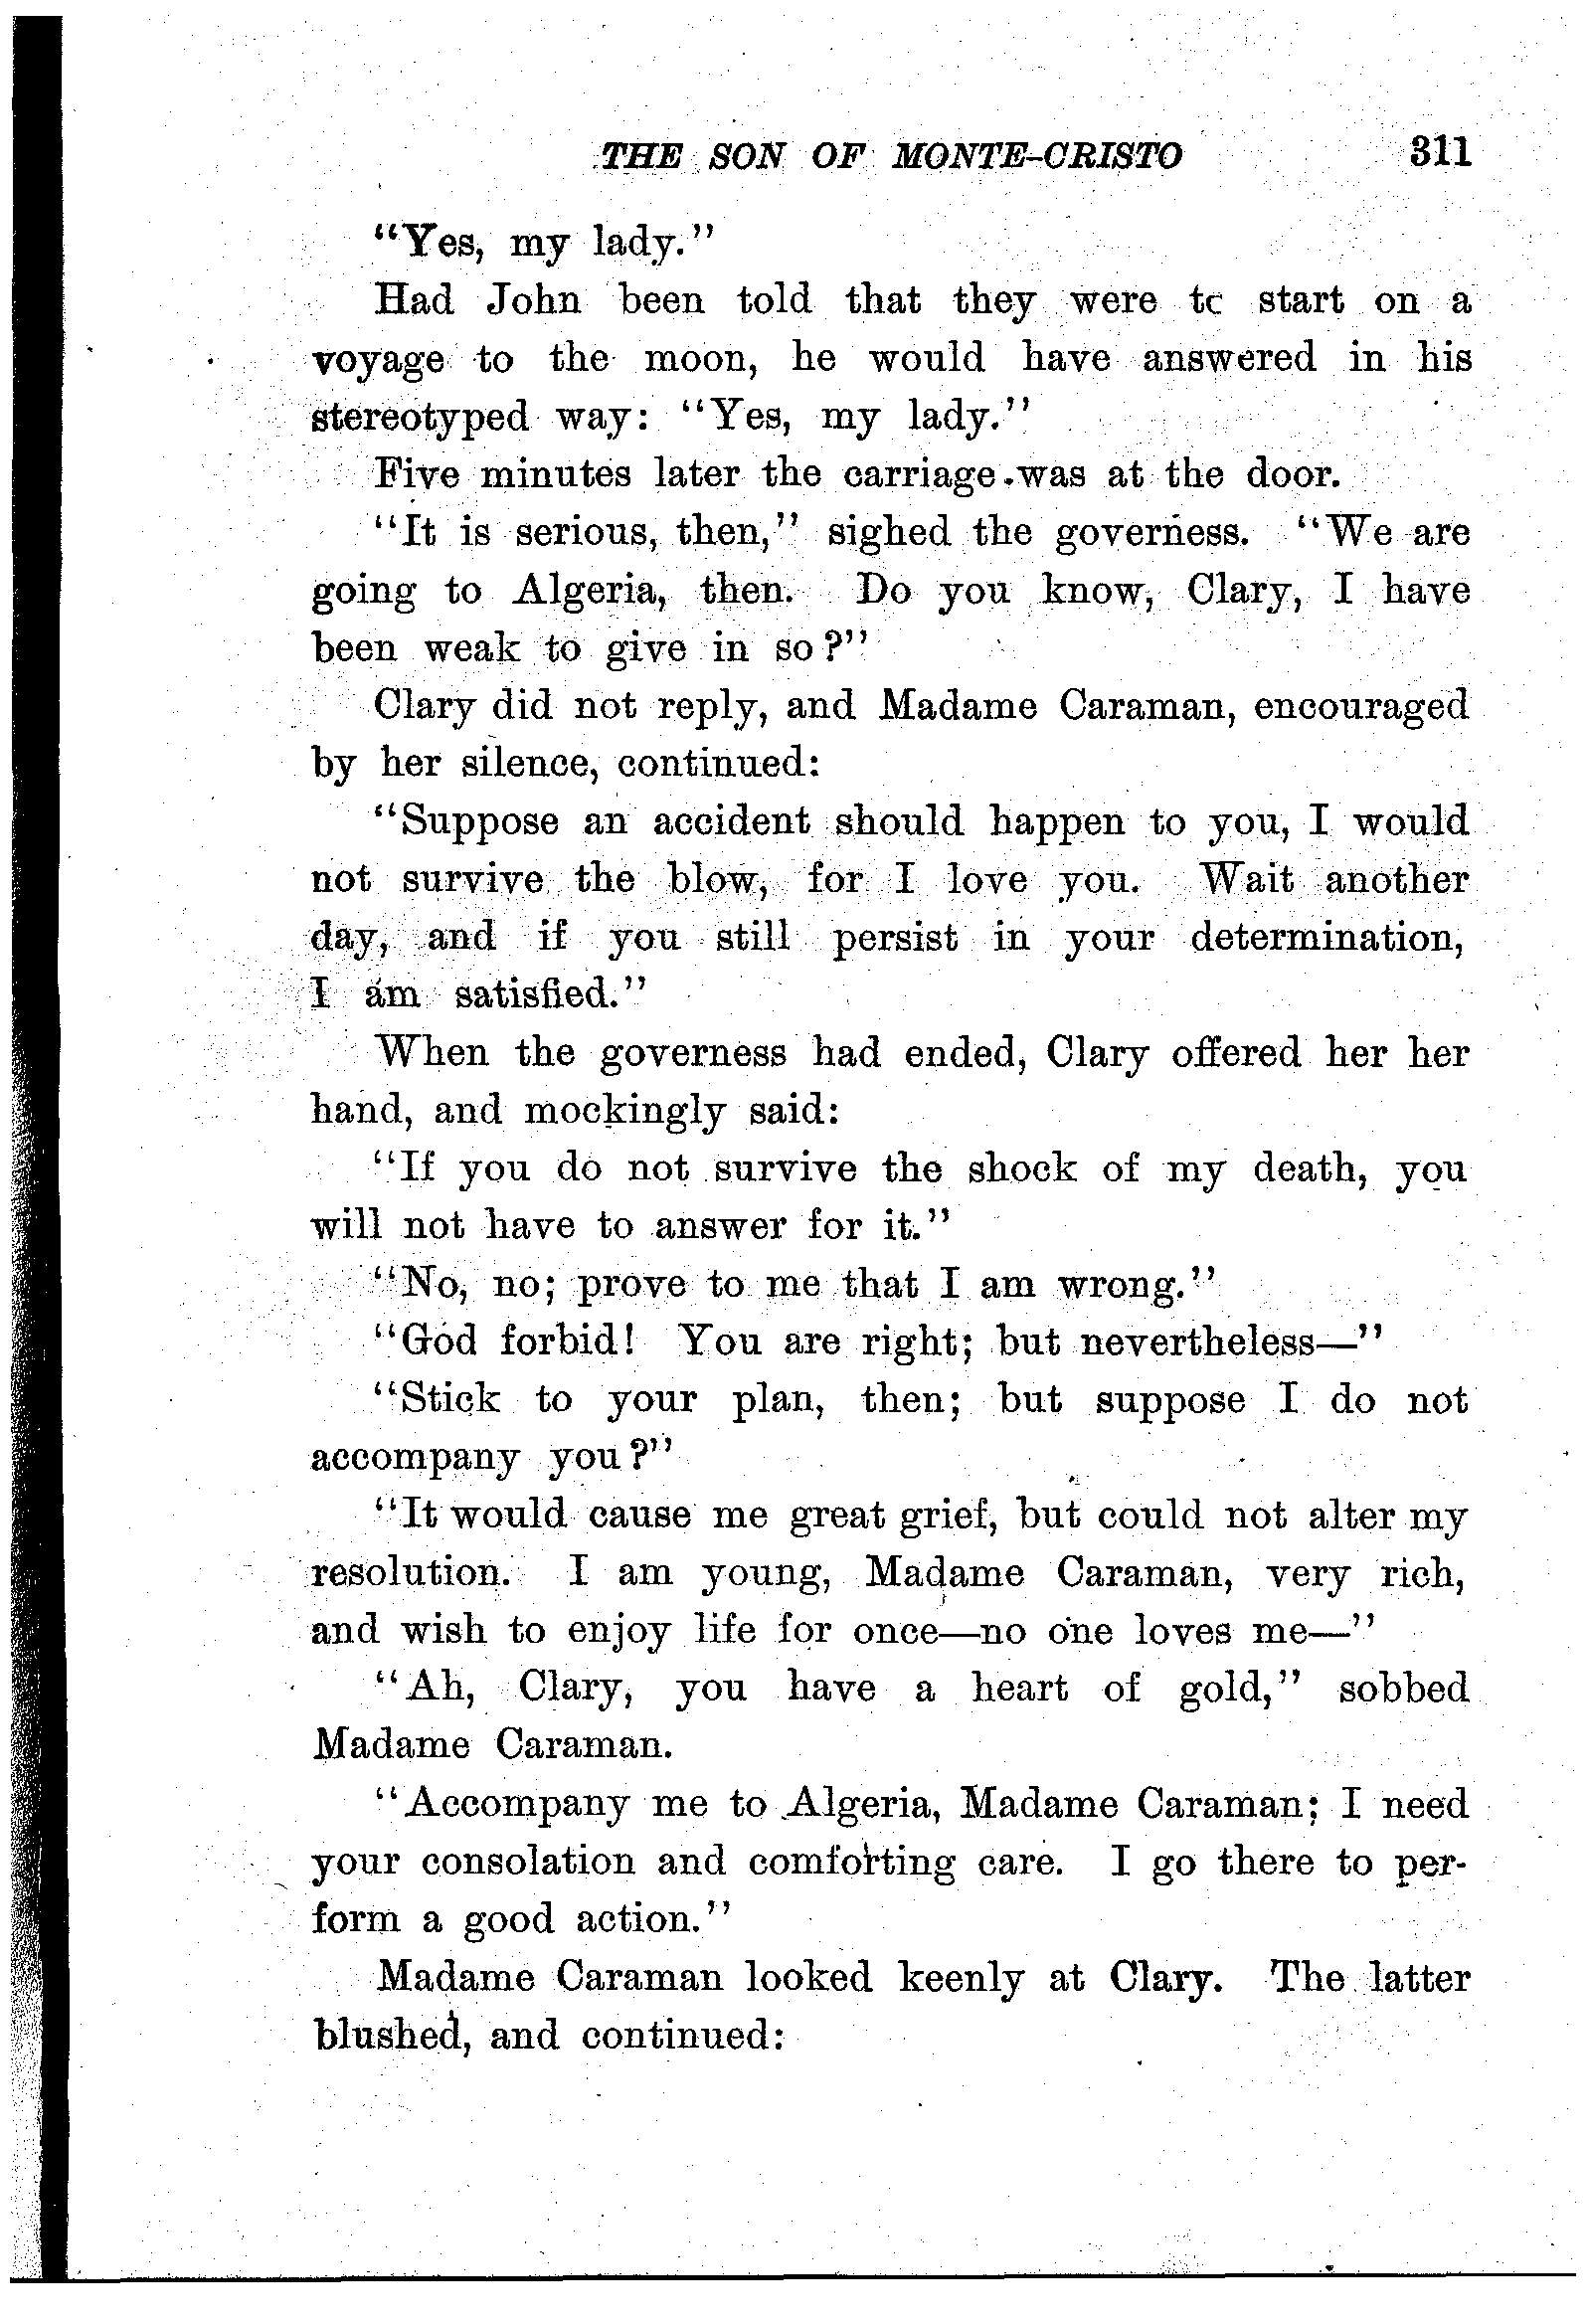 THE SON OF MONTE-CRISTO 311
"Yes, my lady."
Had John been told that they were to start on a
voyage to the moon, he would have answered in his
stereotyped way: "Yes, my lady."
Five minutes later the carriage was at the door.
"It is serious, then," sighed the governess. "We are
going to Algeria, then. Do you know, Clary, I have
been weak to give in so?"
Clary did not reply, and Madame Caraman, encouraged
by her silence, continued:
"Suppose an accident should happen to you, I would
not survive the blow, for I love you. Wait another
day, and if you still persist in your determination,
I am satisfied."
When the governess had ended, Clary offered her her
hand, and mockingly said:
"If you do not survive the shock of my death, you
will not have to answer for it."
"No, no; prove to me that I am wrong."
"God forbid! You are right; but nevertheless—"
"Stick to your plan, then; but suppose I do not
accompany you?"
"It would cause me great grief, but could not alter my
resolution. I am young, Madame Caraman, very rich,
and wish to enjoy life for once—no one loves me—"
"Ah, Clary, you have a heart of gold," sobbed
Madame Caraman.
"Accompany me to Algeria, Madame Caraman; I need
your consolation and comforting care. I go there to per-
form a good action."
Madame Caraman looked keenly at Clary. The latter
blushed, and continued: